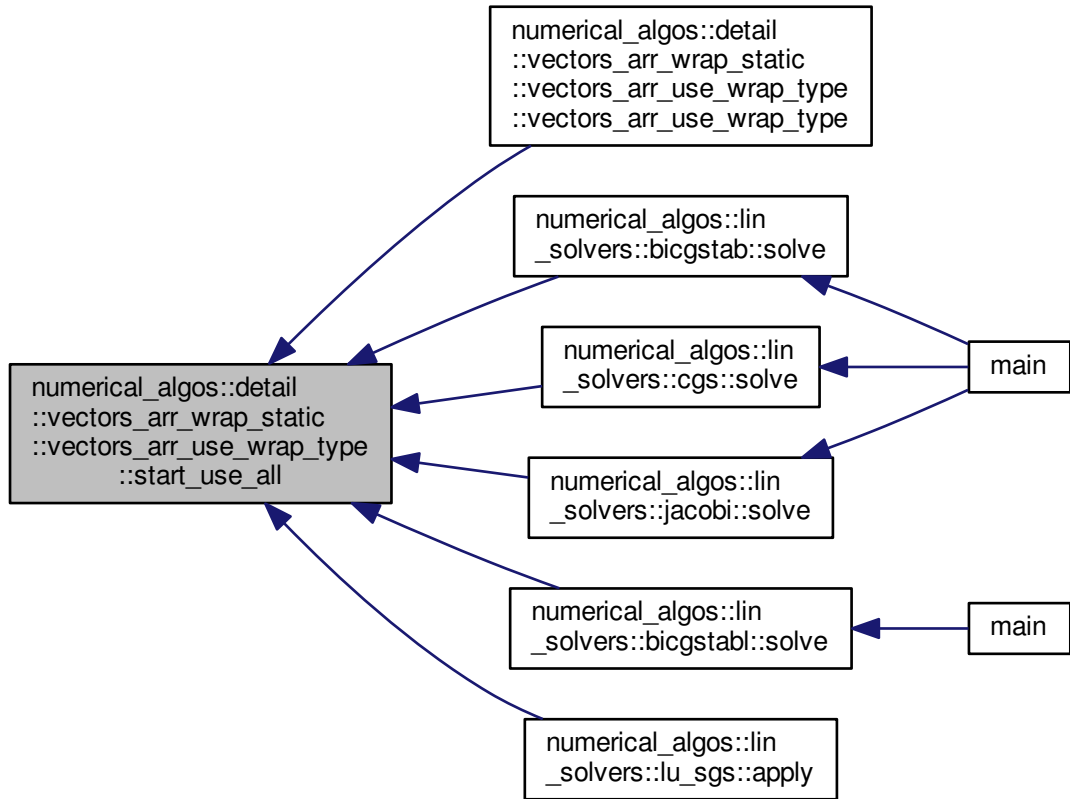 numerical_algos::detail
::vectors_arr_wrap_static
::vectors_arr_use_wrap_type
::vectors_arr_use_wrap_type
numerical_algos::lin
_solvers::bicgstab::solve
numerical_algos::lin
_solvers::cgs::solve
main
numerical_algos::detail
::vectors_arr_wrap_static
::vectors_arr_use_wrap_type
::start_use_all
numerical_algos::lin
_solvers::jacobi::solve
numerical_algos::lin
_solvers::bicgstabl::solve
main
numerical_algos::lin
_solvers::lu_sgs::apply